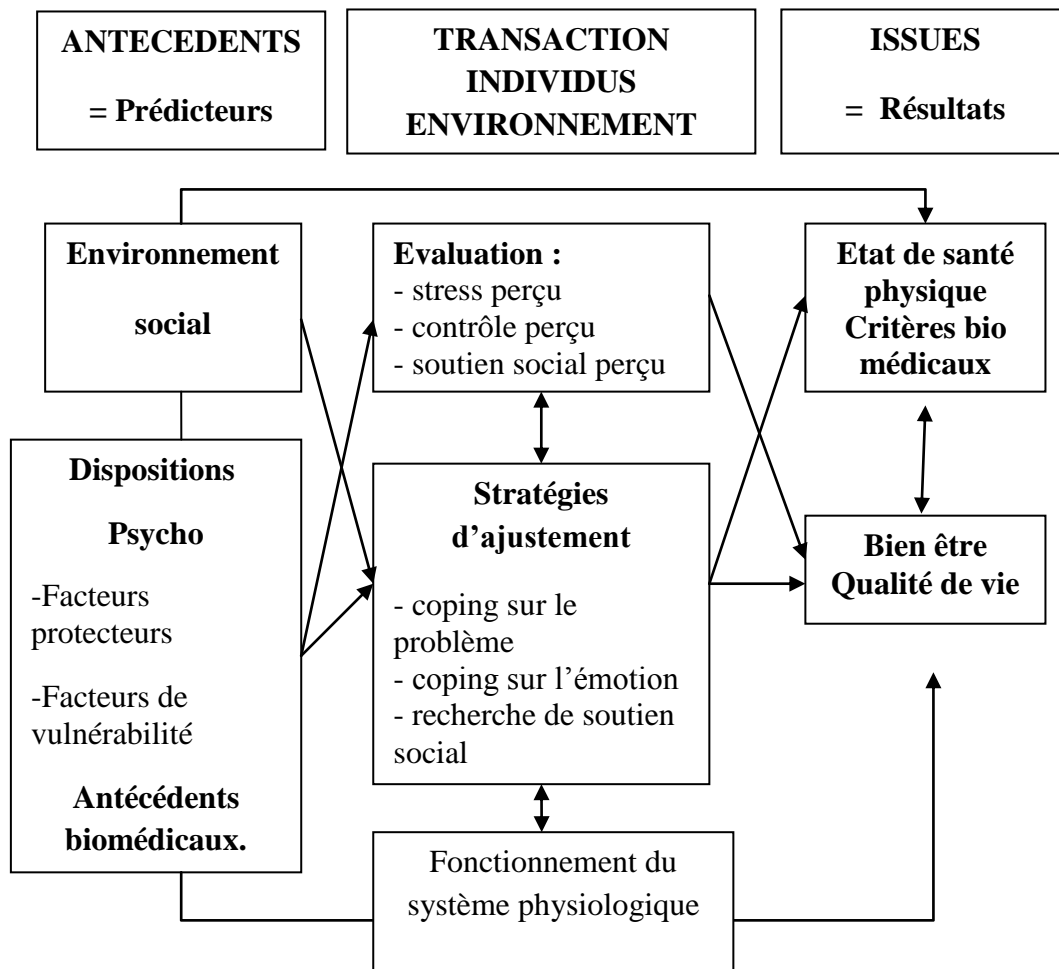 ANTECEDENTS
= Prédicteurs
TRANSACTION
INDIVIDUS
ENVIRONNEMENT
ISSUES
= Résultats
Environnement
social
Evaluation :
- stress perçu
- contrôle perçu
- soutien social perçu
Etat de santé
physique
Critères bio
médicaux
Dispositions
Psycho
-Facteurs
protecteurs
-Facteurs de
vulnérabilité
Antécédents
biomédicaux.
Stratégies
d’ajustement
- coping sur le
problème
- coping sur l’émotion
- recherche de soutien
social
Bien être
Qualité de vie
Fonctionnement du
système physiologique